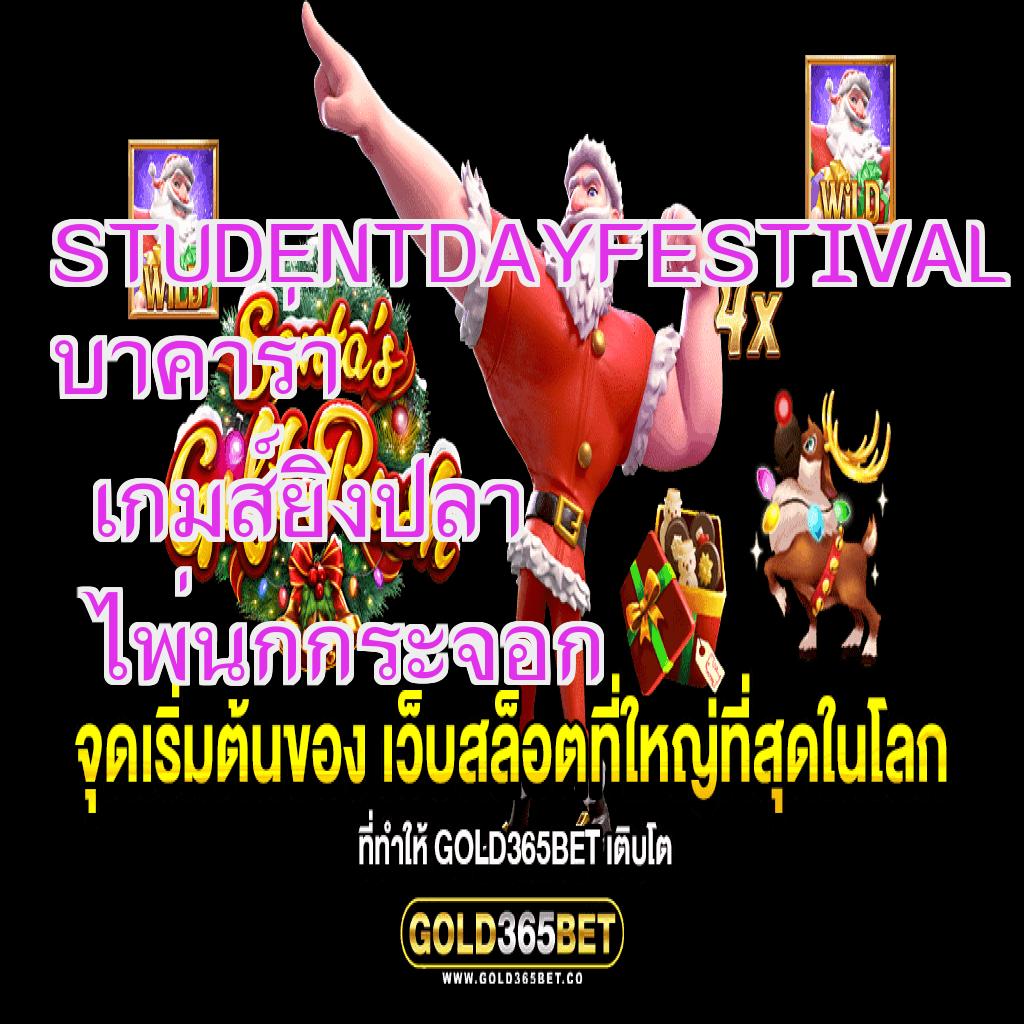 WILD
STUDENTDAYFESTIVAL
WILD
4x
Santa's
บาคาร่า
Gift Rush
เกมส์ยิงปลา
ไพ่นกกระจอก
จุดเริ่มต้นของ เว็บสล็อตที่ใหญ่ที่สุดในโลก
ที่ทำให้ GOLD365BET เติบโต
GOLD365BET
WWW.GOLD365BET.CO